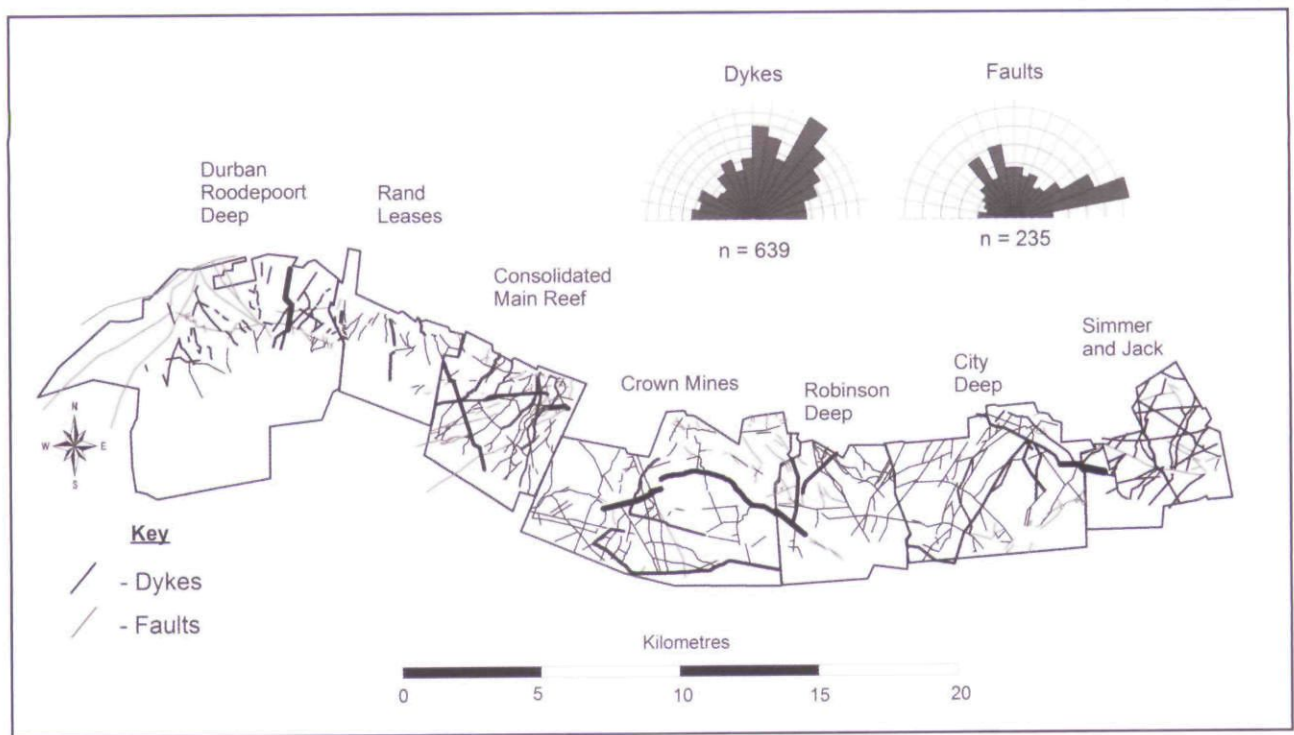 Dykes
Faults
n = 639
n = 235
Durban
Roodepoort
Deep
Rand
Leases
Consolidated
Main Reef
Crown Mines
Robinson
Deep
City
Deep
Simmer
and Jack
N
W
E
S
Key
- Dykes
- Faults
Kilometres
0
5
10
15
20